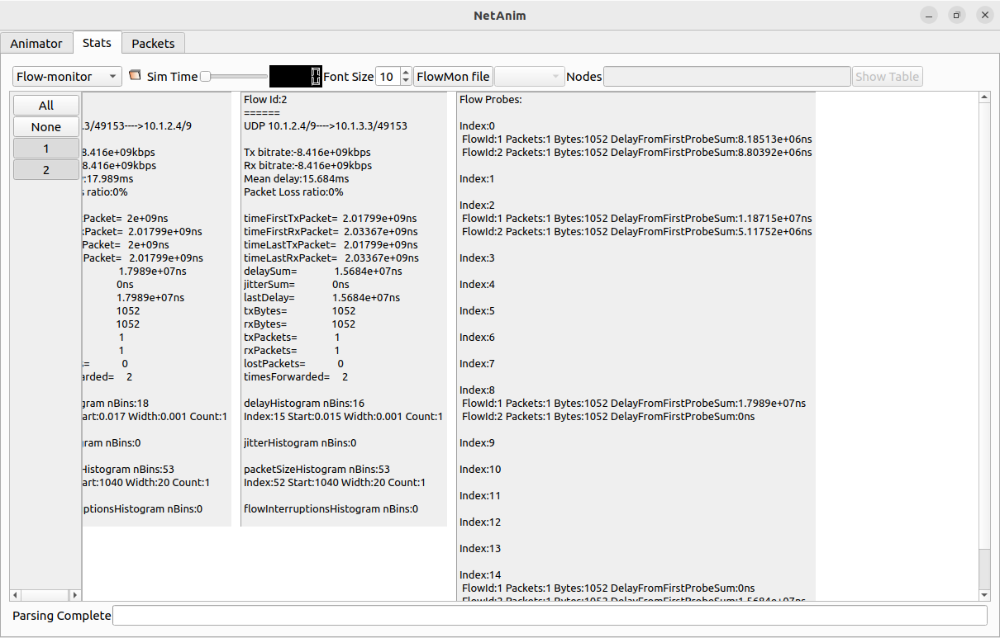 NetAnim
Animator Stats Packets
Flow-monitor Sim Time Font Size 10 FlowMon file Nodes Show Table
All
None
1
2
.3/49153---->10.1.2.4/9
8.416e+09kbps
8.416e+09kbps
:17.989ms
ratio:0%
Packet= 2e+09ns
Packet= 2.01799e+09ns
Packet= 2e+09ns
Packet= 2.01799e+09ns
1.7989e+07ns
0ns
1.7989e+07ns
1052
1052
1
1
= 0
arded= 2
gram nBins:18
art:0.017 Width:0.001 Count:1
ram nBins:0
Histogram nBins:53
art:1040 Width:20 Count:1
ptionsHistogram nBins:0
Flow Id:2
======
UDP 10.1.2.4/9---->10.1.3.3/49153
Tx bitrate:-8.416e+09kbps
Rx bitrate:-8.416e+09kbps
Mean delay:15.684ms
Packet Loss ratio:0%
timeFirstTxPacket= 2.01799e+09ns
timeFirstRxPacket= 2.03367e+09ns
timeLastTxPacket= 2.01799e+09ns
timeLastRxPacket= 2.03367e+09ns
delaySum= 1.5684e+07ns
jitterSum= 0ns
lastDelay= 1.5684e+07ns
txBytes= 1052
rxBytes= 1052
txPackets= 1
rxPackets= 1
lostPackets= 0
timesForwarded= 2
delayHistogram nBins:16
Index:15 Start:0.015 Width:0.001 Count:1
jitterHistogram nBins:0
packetSizeHistogram nBins:53
Index:52 Start:1040 Width:20 Count:1
flowInterruptionsHistogram nBins:0
Flow Probes:
Index:0
FlowId:1 Packets:1 Bytes:1052 DelayFromFirstProbeSum:8.18513e+06ns
FlowId:2 Packets:1 Bytes:1052 DelayFromFirstProbeSum:8.80392e+06ns
Index:1
Index:2
FlowId:1 Packets:1 Bytes:1052 DelayFromFirstProbeSum:1.18715e+07ns
FlowId:2 Packets:1 Bytes:1052 DelayFromFirstProbeSum:5.11752e+06ns
Index:3
Index:4
Index:5
Index:6
Index:7
Index:8
FlowId:1 Packets:1 Bytes:1052 DelayFromFirstProbeSum:1.7989e+07ns
FlowId:2 Packets:1 Bytes:1052 DelayFromFirstProbeSum:0ns
Index:9
Index:10
Index:11
Index:12
Index:13
Index:14
FlowId:1 Packets:1 Bytes:1052 DelayFromFirstProbeSum:0ns
FlowId:2 Packets:1 Bytes:1052 DelayFromFirstProbeSum:1.5684e+07ns
Parsing Complete